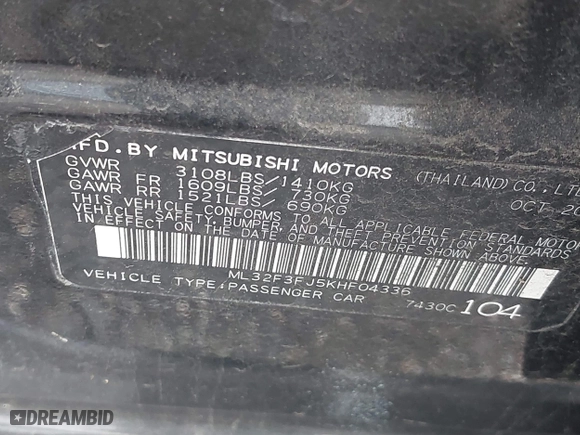 MFD. BY MITSUBISHI MOTORS (THAILAND) CO., LT
GVWR 3108LBS/1410KG OCT 20
GAWR FR 1609LBS/ 730KG
GAWR RR 1521LBS/ 690KG
THIS VEHICLE CONFORMS TO ALL APPLICABLE FEDERAL MOTOR
VEHICLE SAFETY, BUMPER, AND THEFT PREVENTION STANDARDS
IN EFFECT ON THE DATE OF MANUFACTURE SHOWN ABOVE.
ML32F3FJ5KHF04336
VEHICLE TYPE:PASSENGER CAR 7430C 104
DREAMBID